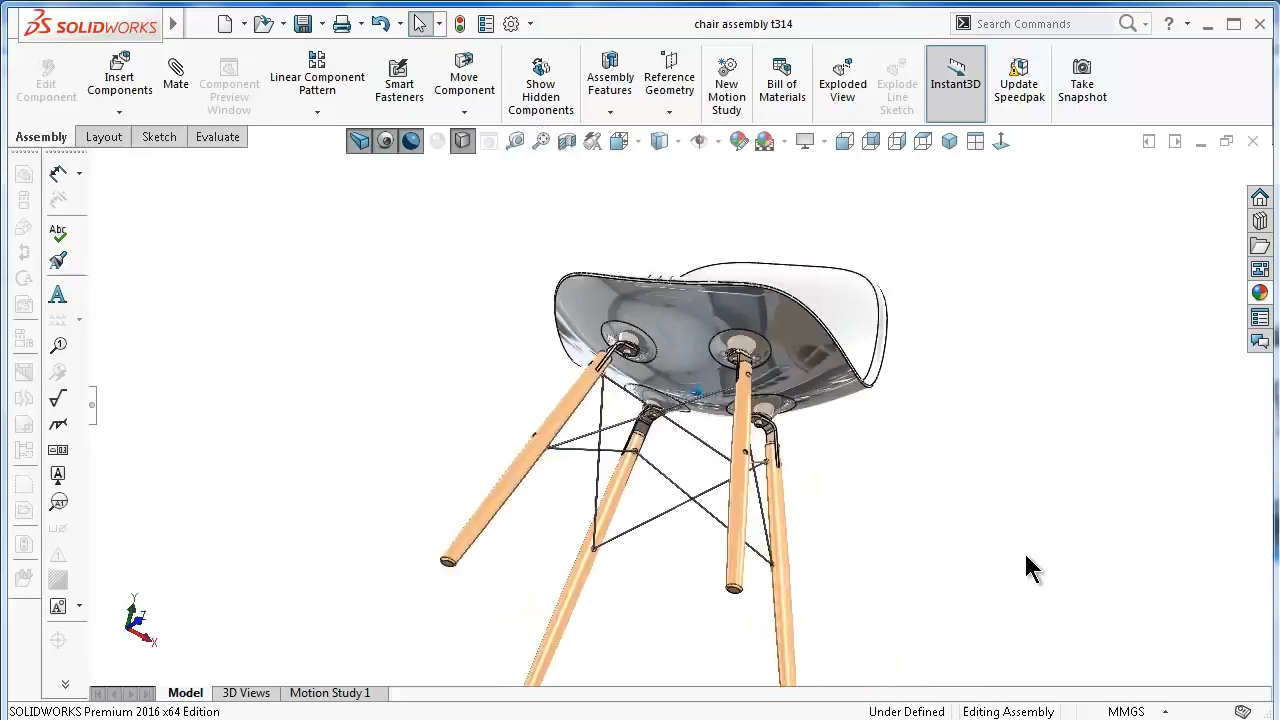 SOLIDWORKS
chair assembly t314
Search Commands
?
Edit
Component
Insert
Components
Mate
Component
Preview
Window
Linear Component
Pattern
Smart
Fasteners
Move
Component
Show
Hidden
Components
Assembly
Features
Reference
Geometry
New
Motion
Study
Bill of
Materials
Exploded
View
Explode
Line
Sketch
Instant3D
Update
Speedpak
Take
Snapshot
Assembly
Layout
Sketch
Evaluate
Abc
A
Y
Z
X
Model
3D Views
Motion Study 1
SOLIDWORKS Premium 2016 x64 Edition
Under Defined
Editing Assembly
MMGS